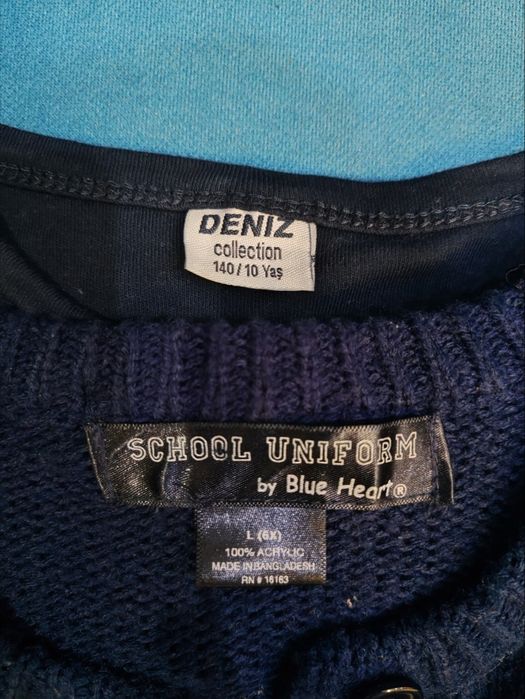 DENIZ
collection
140 / 10 Yaş
SCHOOL UNIFORM
by Blue Heart®
L (6X)
100% ACRYLIC
MADE IN BANGLADESH
RN # 16163